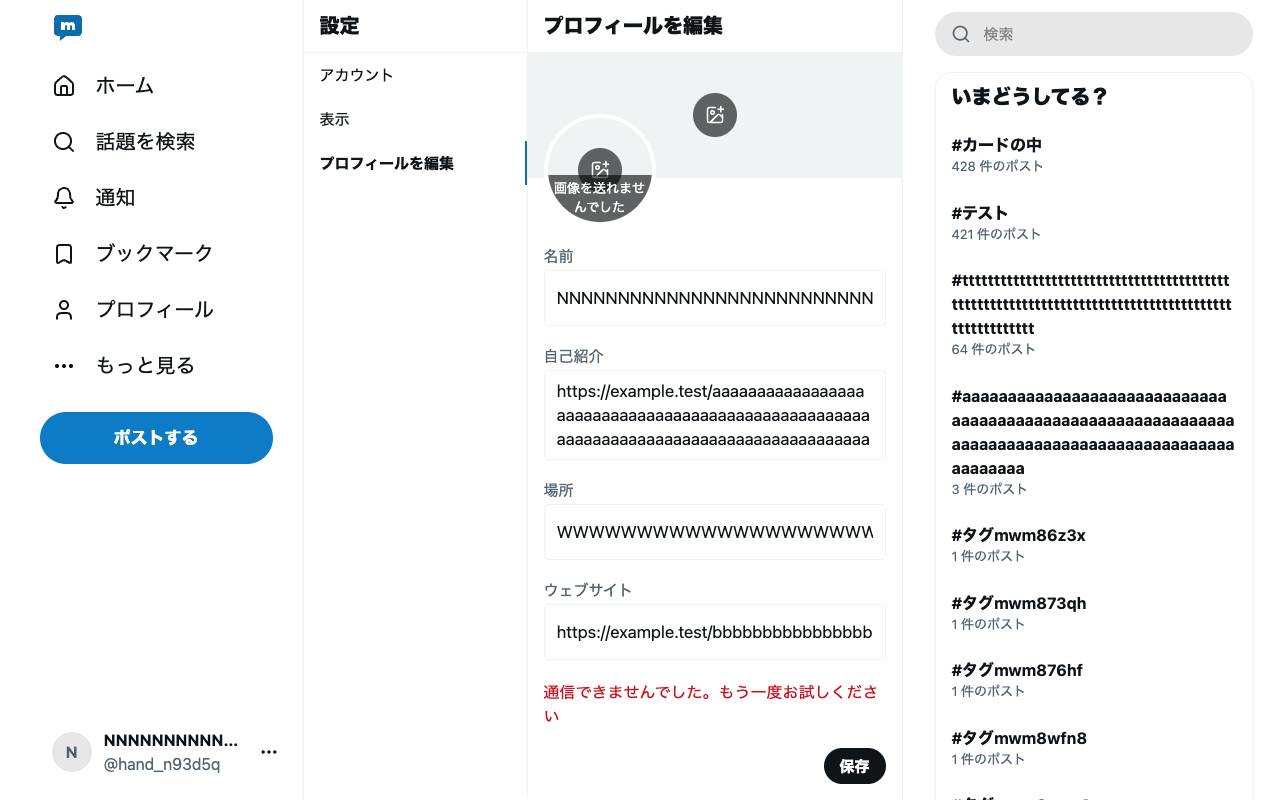 m
ホーム
話題を検索
通知
ブックマーク
プロフィール
もっと見る
ポストする
N
NNNNNNNNNN...
@hand_n93d5q
設定
アカウント
表示
プロフィールを編集
プロフィールを編集
画像を送れませ
んでした
名前
NNNNNNNNNNNNNNNNNNNNNNNNNN
自己紹介
https://example.test/aaaaaaaaaaaaaaaaa
aaaaaaaaaaaaaaaaaaaaaaaaaaaaaaaaaaa
aaaaaaaaaaaaaaaaaaaaaaaaaaaaaaaaaaa
場所
WWWWWWWWWWWWWWWWWWWW
ウェブサイト
https://example.test/bbbbbbbbbbbbbbbb
通信できませんでした。もう一度お試しくださ
い
保存
検索
いまどうしてる？
#カードの中
428 件のポスト
#テスト
421 件のポスト
#tttttttttttttttttttttttttttttttttttttttttt
tttttttttttttttttttttttttttttttttttttttttttt
ttttttttttttt
64 件のポスト
#aaaaaaaaaaaaaaaaaaaaaaaaaaaaa
aaaaaaaaaaaaaaaaaaaaaaaaaaaaaaa
aaaaaaaaaaaaaaaaaaaaaaaaaaaaaaa
aaaaaaaa
3 件のポスト
#タグmwm86z3x
1 件のポスト
#タグmwm873qh
1 件のポスト
#タグmwm876hf
1 件のポスト
#タグmwm8wfn8
1 件のポスト